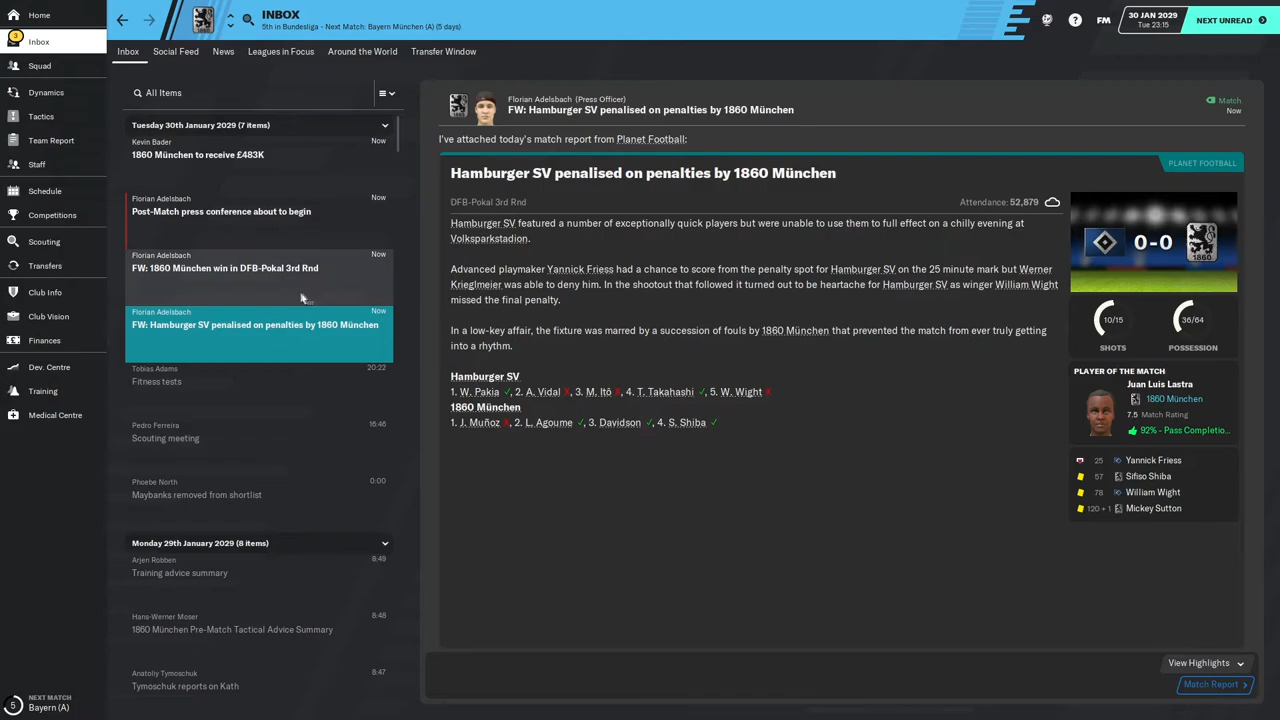 Home
3
Inbox
Squad
Dynamics
Tactics
Team Report
Staff
Schedule
Competitions
Scouting
Transfers
Club Info
Club Vision
Finances
Dev. Centre
Training
Medical Centre
5
NEXT MATCH
Bayern (A)
INBOX
5th in Bundesliga - Next Match: Bayern München (A) (5 days)
FM
30 JAN 2029
Tue 23:15
NEXT UNREAD
Inbox
Social Feed
News
Leagues in Focus
Around the World
Transfer Window
All Items
Tuesday 30th January 2029 (7 items)
Kevin Bader
Now
1860 München to receive £483K
Florian Adelsbach
Now
Post-Match press conference about to begin
Florian Adelsbach
Now
FW: 1860 München win in DFB-Pokal 3rd Rnd
Florian Adelsbach
Now
FW: Hamburger SV penalised on penalties by 1860 München
Tobias Adams
20:22
Fitness tests
Pedro Ferreira
16:46
Scouting meeting
Phoebe North
0:00
Maybanks removed from shortlist
Monday 29th January 2029 (8 items)
Arjen Robben
8:49
Training advice summary
Hans-Werner Moser
8:48
1860 München Pre-Match Tactical Advice Summary
Anatoliy Tymoschuk
8:47
Tymoschuk reports on Kath
Florian Adelsbach (Press Officer)
FW: Hamburger SV penalised on penalties by 1860 München
Match
Now
I've attached today's match report from Planet Football:
PLANET FOOTBALL
Hamburger SV penalised on penalties by 1860 München
DFB-Pokal 3rd Rnd
Attendance: 52,879
Hamburger SV featured a number of exceptionally quick players but were unable to use them to full effect on a chilly evening at
Volksparkstadion.
Advanced playmaker Yannick Friess had a chance to score from the penalty spot for Hamburger SV on the 25 minute mark but Werner
Krieglmeier was able to deny him. In the shootout that followed it turned out to be heartache for Hamburger SV as winger William Wight
missed the final penalty.
In a low-key affair, the fixture was marred by a succession of fouls by 1860 München that prevented the match from ever truly getting
into a rhythm.
Hamburger SV
1. W. Pakia ✓, 2. A. Vidal X, 3. M. Itō X, 4. T. Takahashi ✓, 5. W. Wight X
1860 München
1. J. Muñoz X, 2. L. Agoume ✓, 3. Davidson ✓, 4. S. Shiba ✓
0-0
1860
10/15
SHOTS
36/64
POSSESSION
PLAYER OF THE MATCH
Juan Luis Lastra
1860 München
7.5 Match Rating
92% - Pass Completio...
25 Yannick Friess
57 Sifiso Shiba
78 William Wight
120 + 1 Mickey Sutton
View Highlights
Match Report